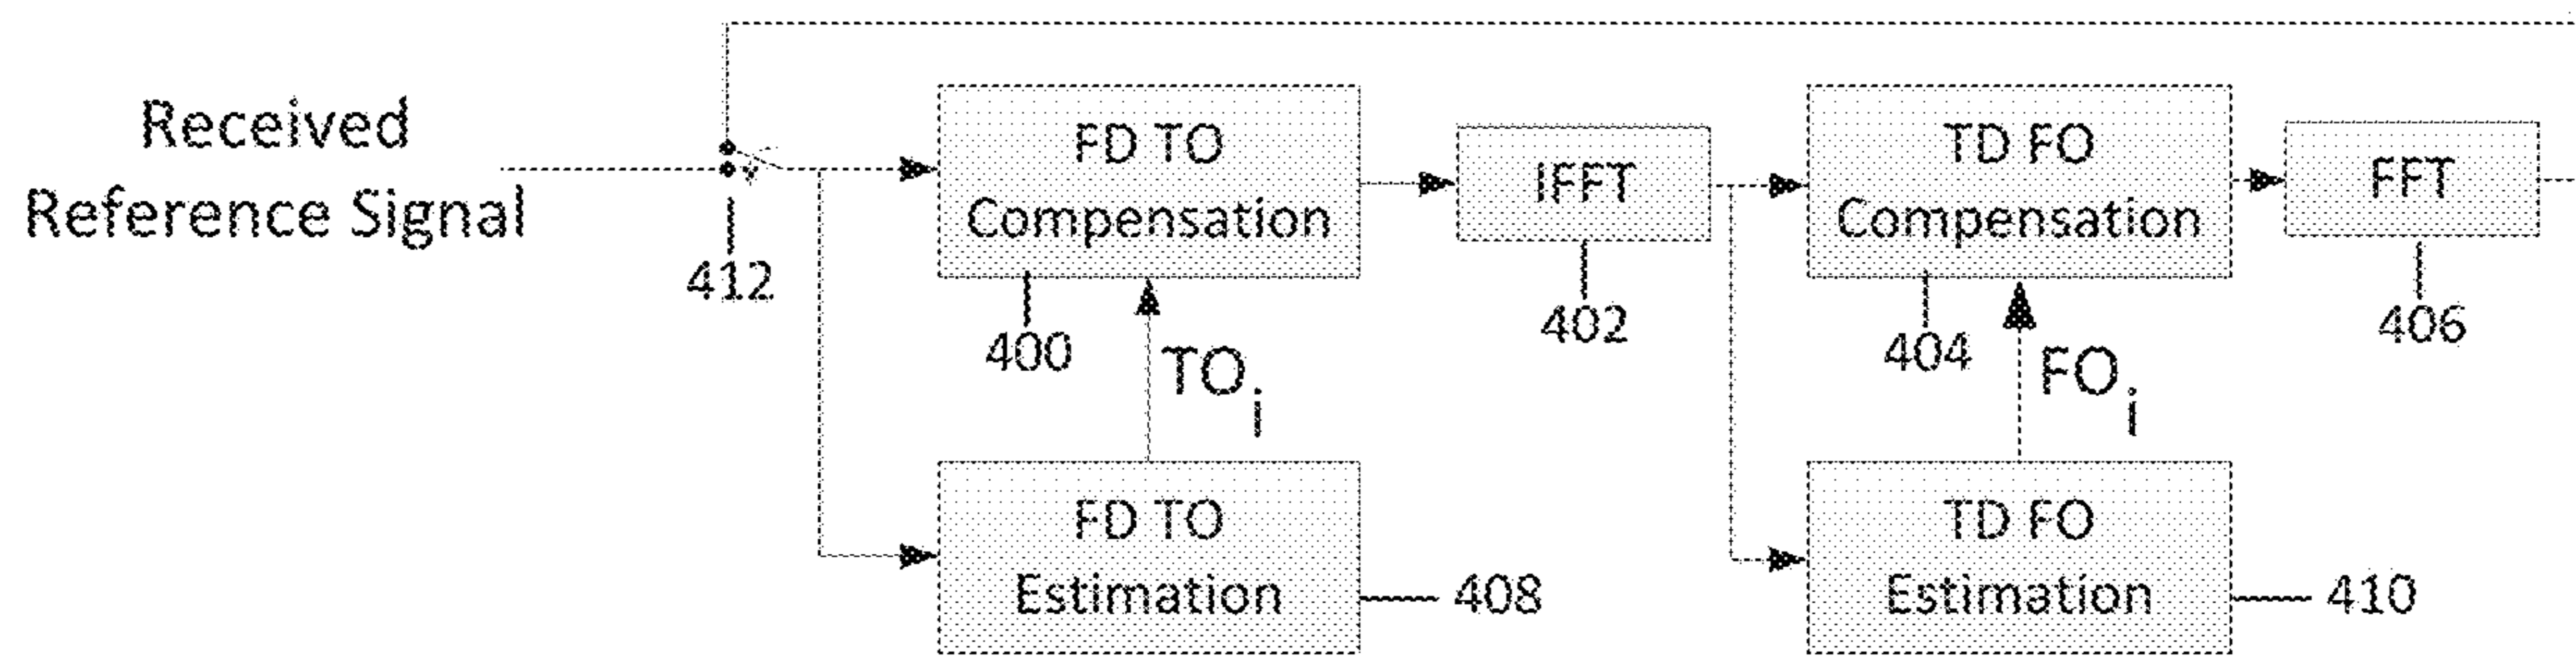 Received
Reference Signal
412
FD TO
Compensation
400
IFFT
402
TD FO
Compensation
404
FFT
406
TO i
FO i
FD TO
Estimation
408
TD FO
Estimation
410